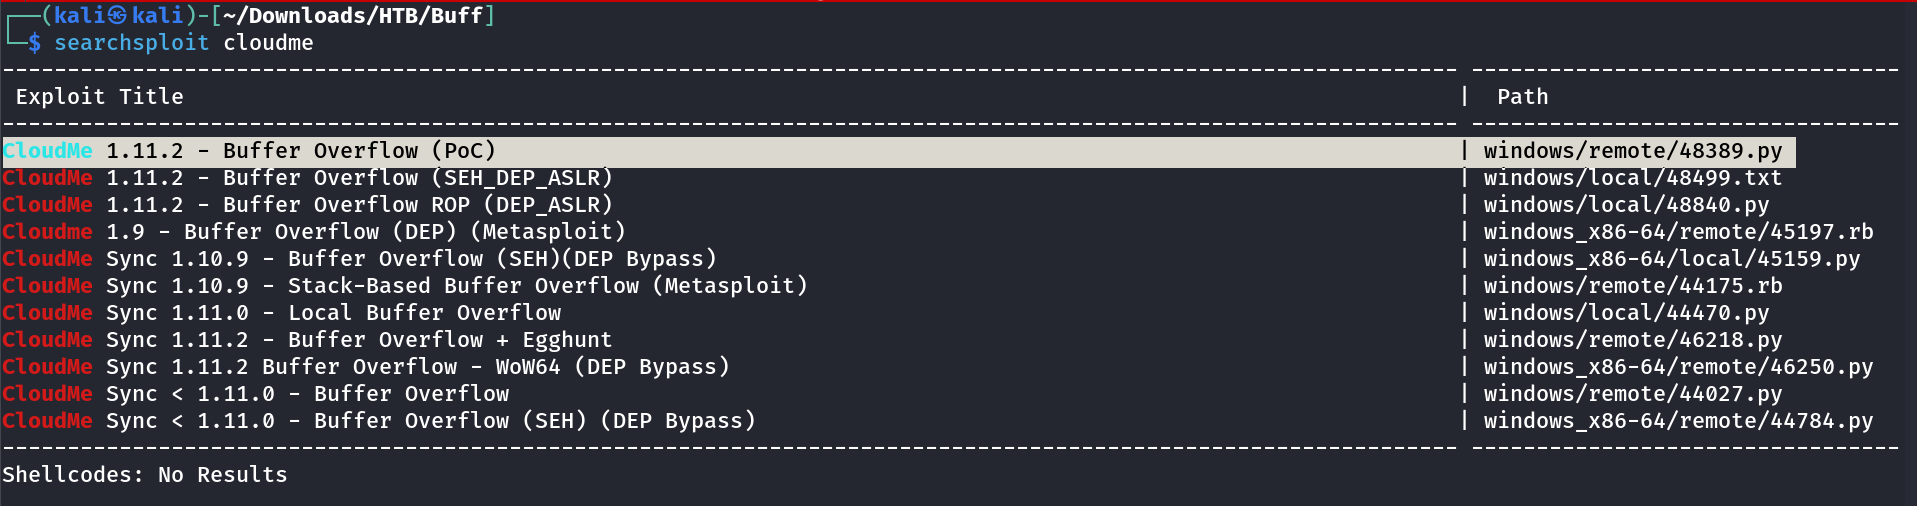 (kali㉿kali)-[~/Downloads/HTB/Buff]
$ searchsploit cloudme
Exploit Title | Path
CloudMe 1.11.2 - Buffer Overflow (PoC) | windows/remote/48389.py
CloudMe 1.11.2 - Buffer Overflow (SEH_DEP_ASLR) | windows/local/48499.txt
CloudMe 1.11.2 - Buffer Overflow ROP (DEP_ASLR) | windows/local/48840.py
Cloudme 1.9 - Buffer Overflow (DEP) (Metasploit) | windows_x86-64/remote/45197.rb
CloudMe Sync 1.10.9 - Buffer Overflow (SEH)(DEP Bypass) | windows_x86-64/local/45159.py
CloudMe Sync 1.10.9 - Stack-Based Buffer Overflow (Metasploit) | windows/remote/44175.rb
CloudMe Sync 1.11.0 - Local Buffer Overflow | windows/local/44470.py
CloudMe Sync 1.11.2 - Buffer Overflow + Egghunt | windows/remote/46218.py
CloudMe Sync 1.11.2 Buffer Overflow - WoW64 (DEP Bypass) | windows_x86-64/remote/46250.py
CloudMe Sync < 1.11.0 - Buffer Overflow | windows/remote/44027.py
CloudMe Sync < 1.11.0 - Buffer Overflow (SEH) (DEP Bypass) | windows_x86-64/remote/44784.py
Shellcodes: No Results